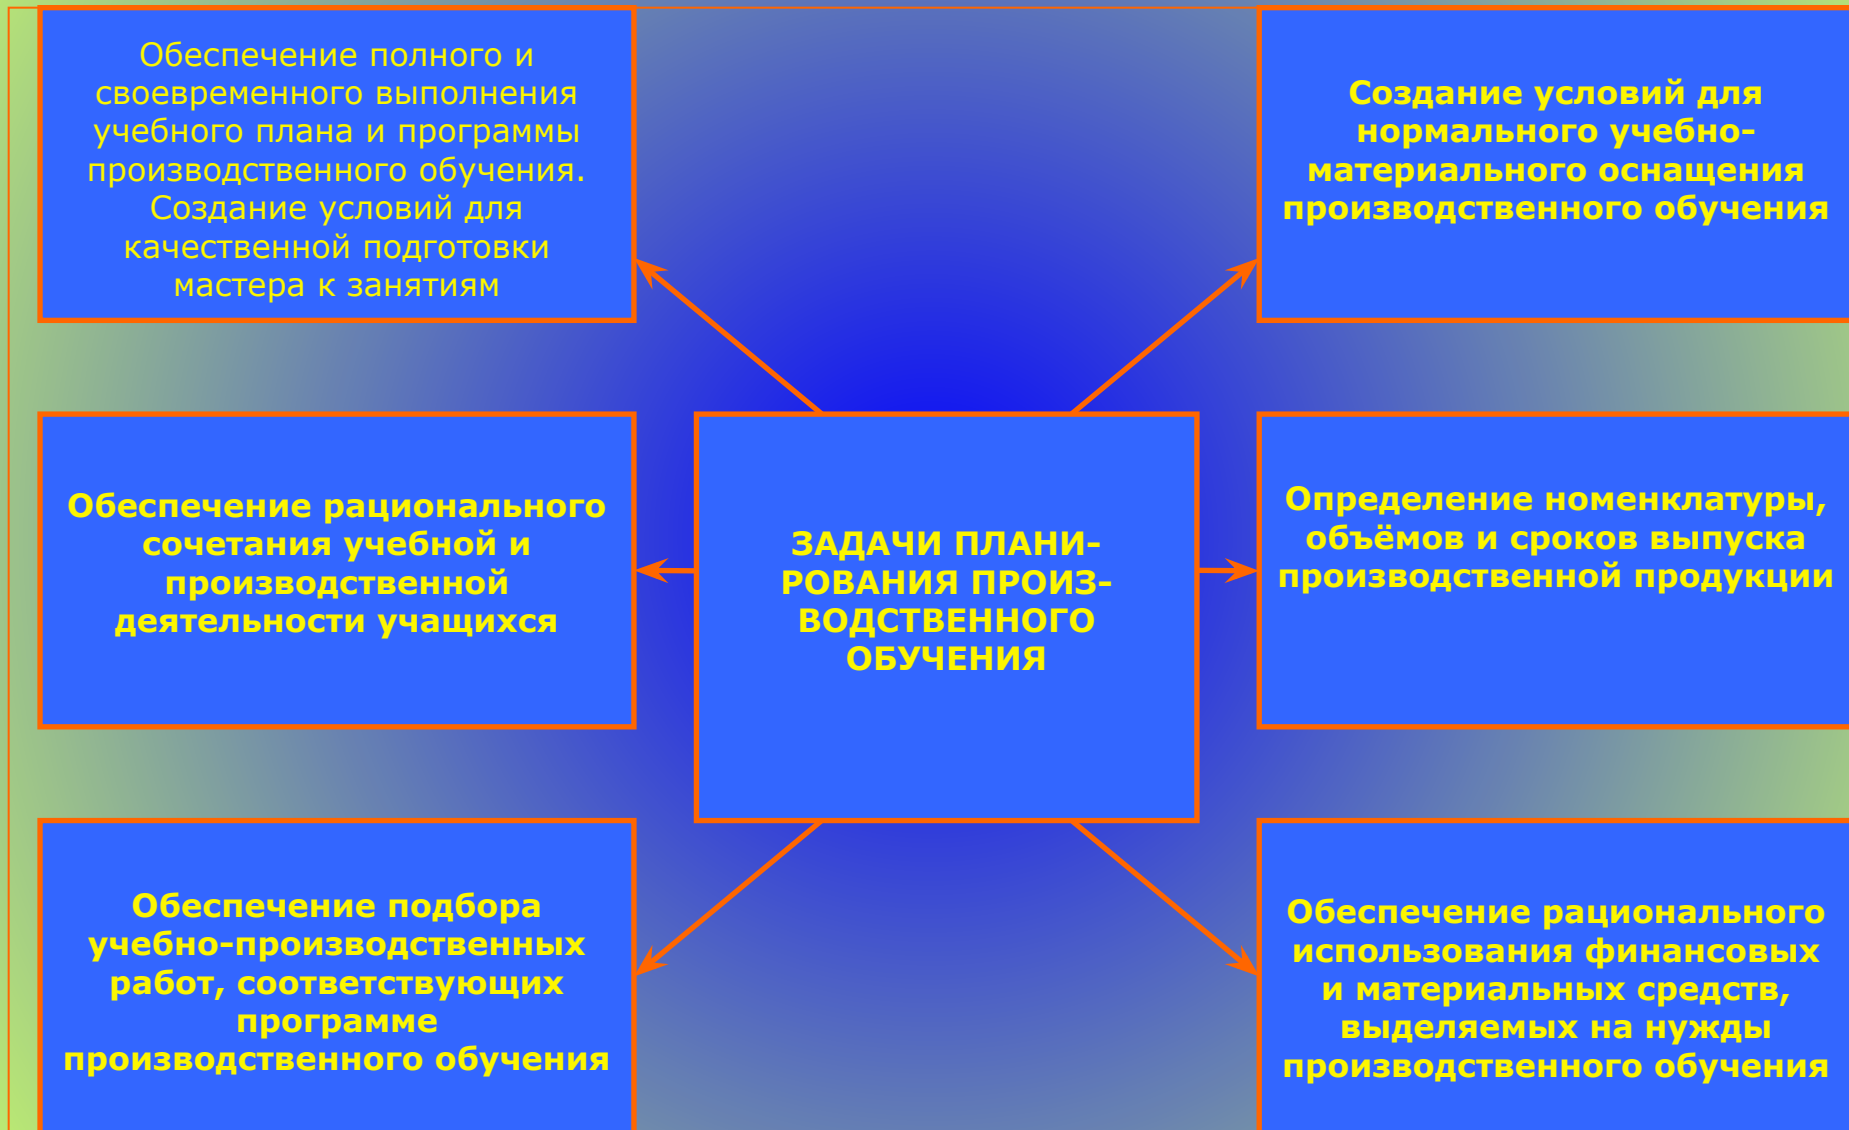 Обеспечение полного и
своевременного выполнения
учебного плана и программы
производственного обучения.
Создание условий для
качественной подготовки
мастера к занятиям
Создание условий для
нормального учебно-
материального оснащения
производственного обучения
Обеспечение рационального
сочетания учебной и
производственной
деятельности учащихся
ЗАДАЧИ ПЛАНИ-
РОВАНИЯ ПРОИЗ-
ВОДСТВЕННОГО
ОБУЧЕНИЯ
Определение номенклатуры,
объёмов и сроков выпуска
производственной продукции
Обеспечение подбора
учебно-производственных
работ, соответствующих
программе
производственного обучения
Обеспечение рационального
использования финансовых
и материальных средств,
выделяемых на нужды
производственного обучения